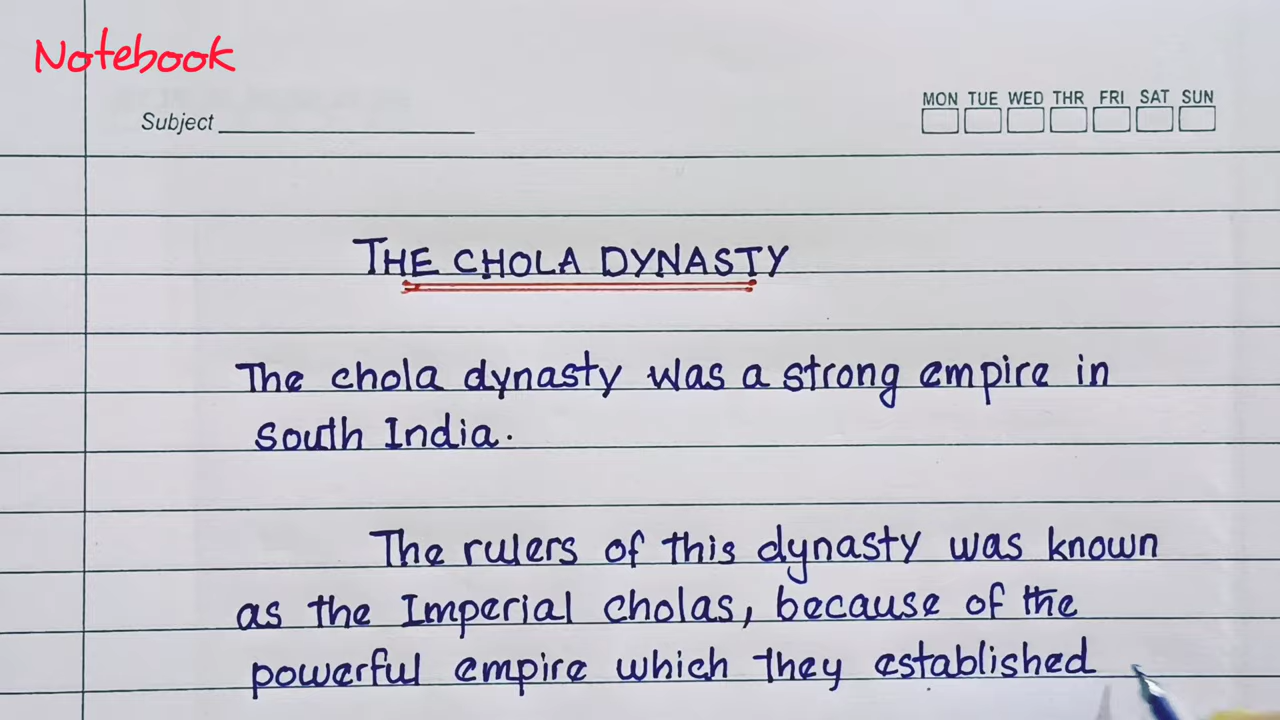 Notebook
Subject
MON TUE WED THR FRI SAT SUN
THE CHOLA DYNASTY
The chola dynasty was a strong empire in
south India.
The rulers of this dynasty was known
as the Imperial cholas, because of the
powerful empire which they established